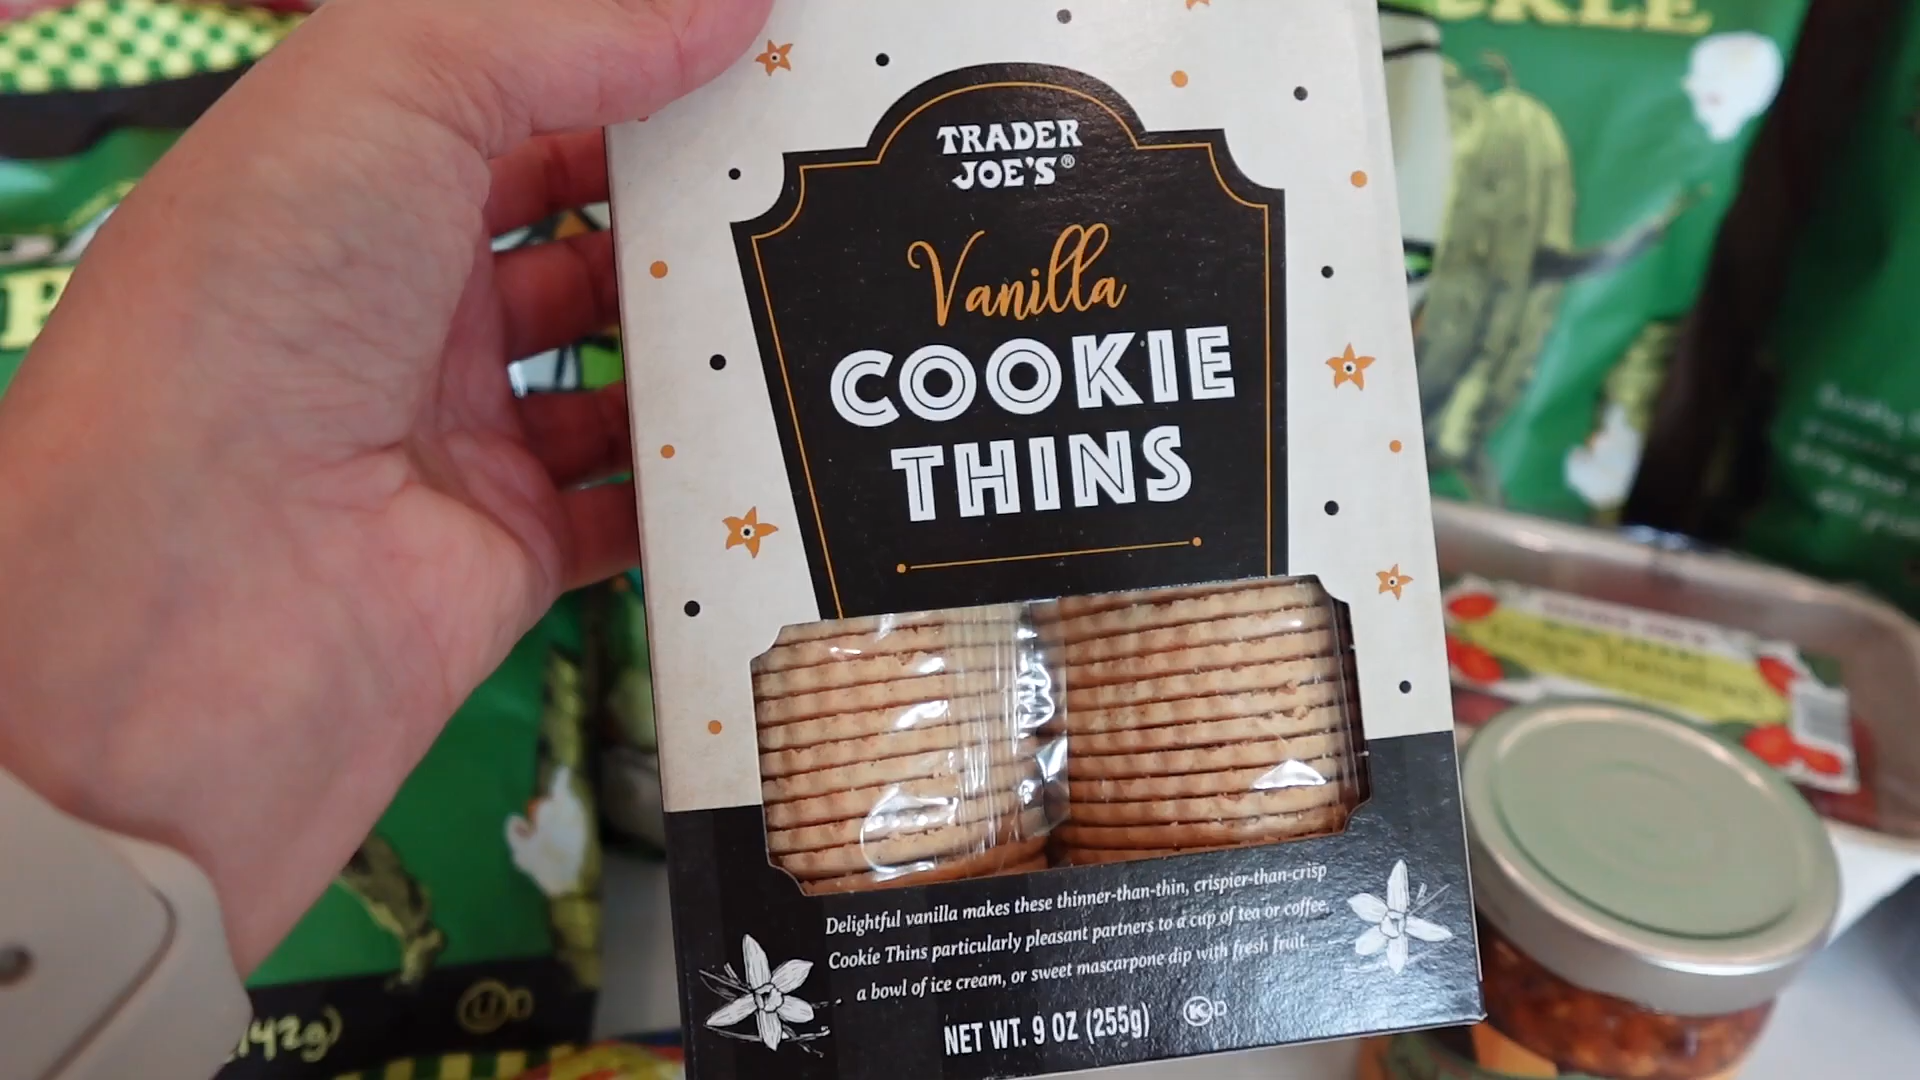 TRADER
JOE'S®
Vanilla
COOKIE
THINS
Delightful vanilla makes these thinner-than-thin, crispier-than-crisp
Cookie Thins particularly pleasant partners to a cup of tea or coffee,
a bowl of ice cream, or sweet mascarpone dip with fresh fruit.
NET WT. 9 OZ (255g)
K D
142g)
U D